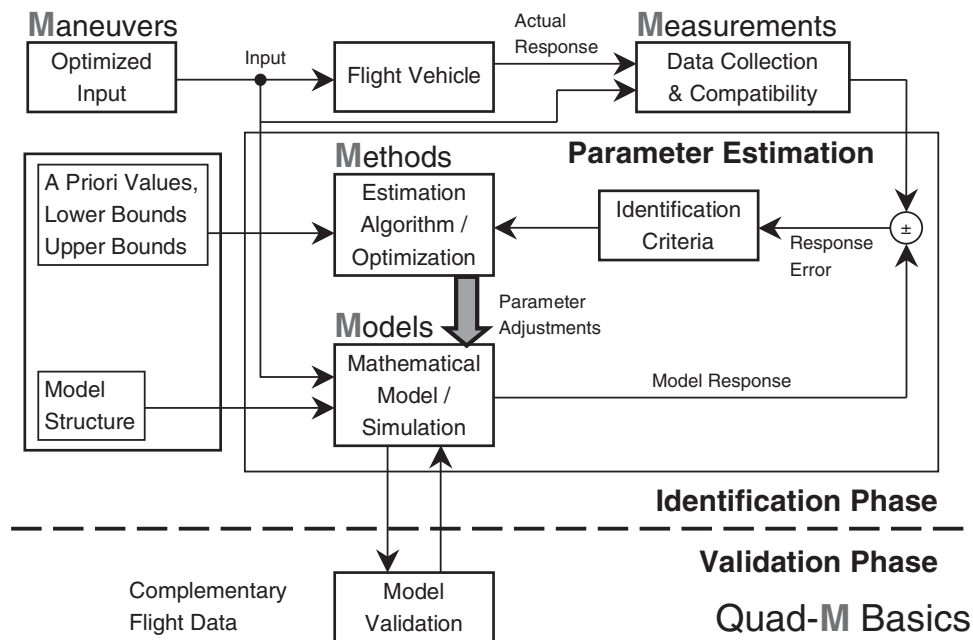 Maneuvers
Optimized
Input
Input
Flight Vehicle
Actual
Response
Measurements
Data Collection
& Compatibility
Parameter Estimation
A Priori Values,
Lower Bounds
Upper Bounds
Methods
Estimation
Algorithm /
Optimization
Identification
Criteria
±
Response
Error
Parameter
Adjustments
Models
Mathematical
Model /
Simulation
Model Response
Model
Structure
Identification Phase
Validation Phase
Complementary
Flight Data
Model
Validation
Quad-M Basics